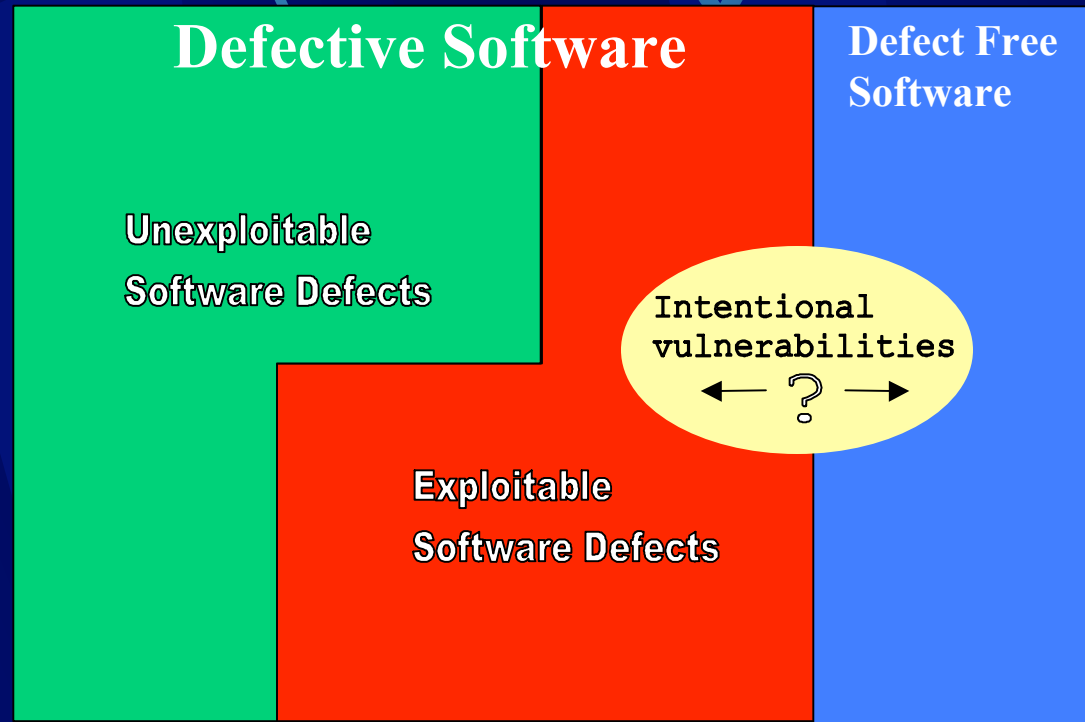 Defective Software
Defect Free
Software
Unexploitable
Software Defects
Intentional
vulnerabilities
?
Exploitable
Software Defects